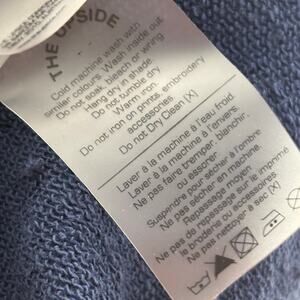 THE UPSIDE
Cold machine wash with
similar colours. Wash inside out.
Do not soak, bleach or wring
Hang dry in shade
Do not tumble dry
Warm iron
Do not iron on prints, embroidery
accessories
Do not Dry Clean [X]
Laver à la machine à l'eau froid.
Laver à la machine à l'envers.
Ne pas faire tremper, blanchir,
ou essorer
Suspendre pour sécher à l'ombre
Ne pas sécher en machine.
Repassage sur le moyen
Ne pas de repassage sur imprimé
le broderie ou accessoires
Ne pas nettoyer à sec [X]